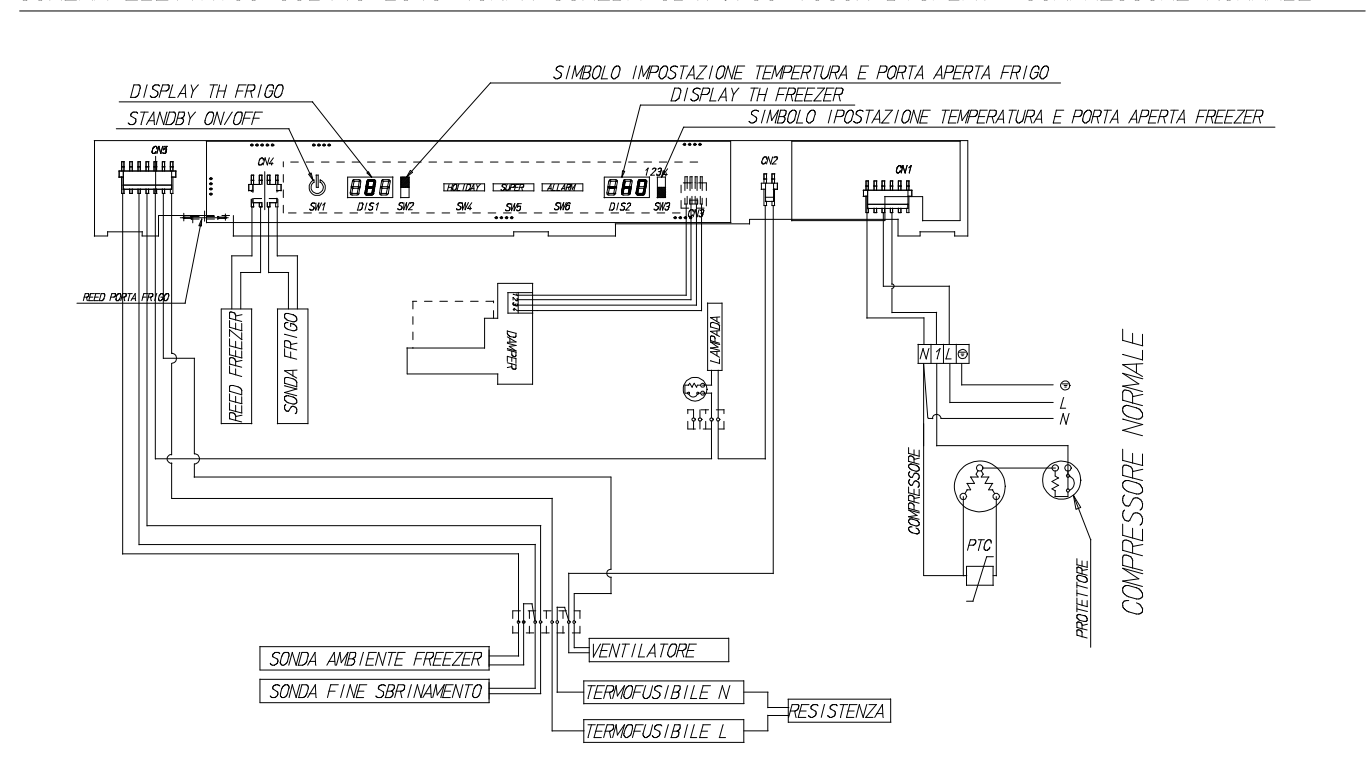 SIMBOLO IMPOSTAZIONE TEMPERTURA E PORTA APERTA FRIGO
DISPLAY TH FRIGO
DISPLAY TH FREEZER
STANDBY ON/OFF
SIMBOLO IPOSTAZIONE TEMPERATURA E PORTA APERTA FREEZER
CN5
CN4
1234
CN2
CN1
HOLIDAY
SUPER
ALLARM
SW1
DIS1
SW2
SW4
SW5
SW6
DIS2
SW3
CN3
REED PORTA FRIGO
REED FREEZER
SONDA FRIGO
DAMPER
LAMPADA
N 1 L
L
N
COMPRESSORE
PTC
PROTETTORE
COMPRESSORE NORMALE
SONDA AMBIENTE FREEZER
VENTILATORE
SONDA FINE SBRINAMENTO
TERMOFUSIBILE N
RESISTENZA
TERMOFUSIBILE L